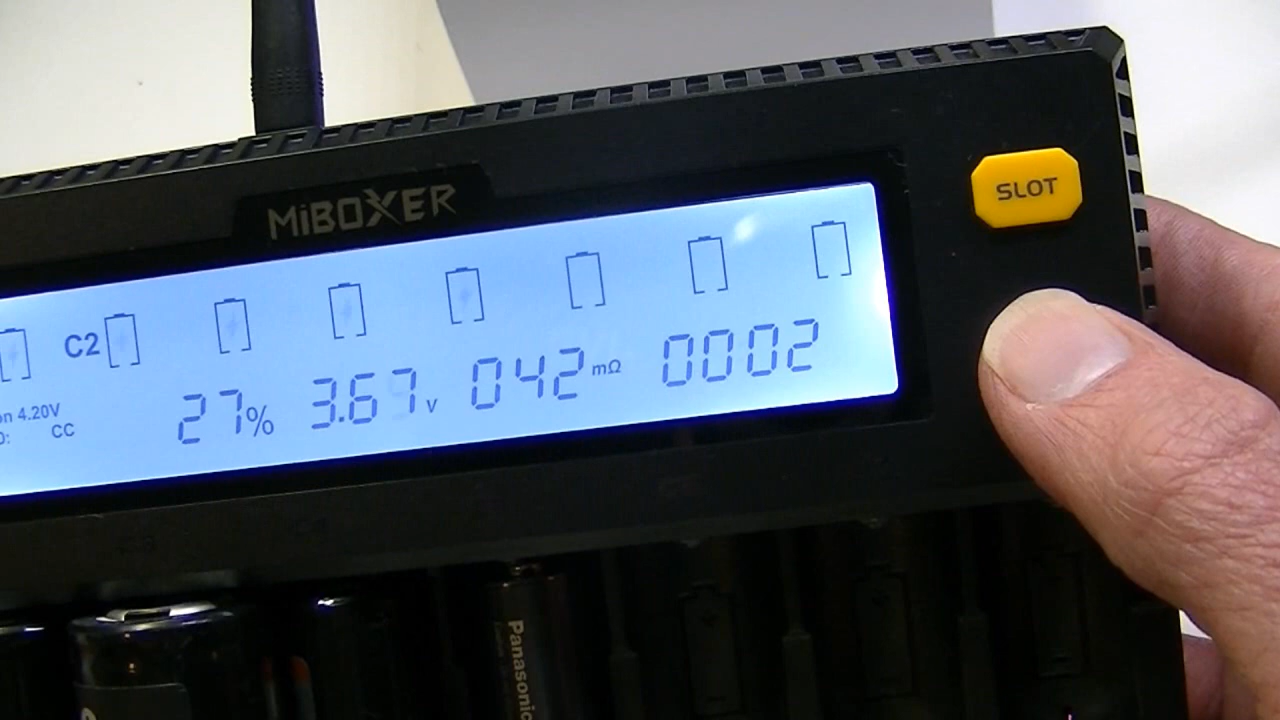 MiBOXER
SLOT
C2
on 4.20V
CC
27% 3.67v 042mΩ 0002
Panasonic